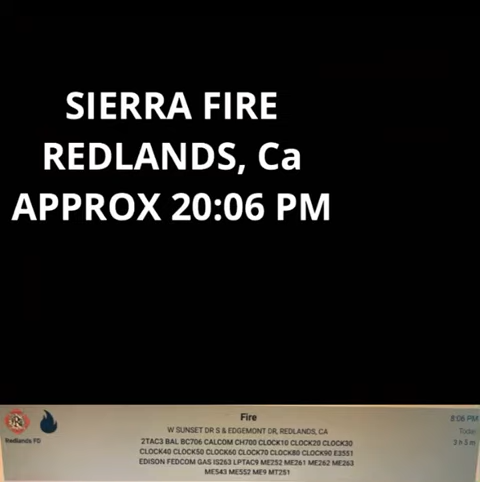 SIERRA FIRE
REDLANDS, Ca
APPROX 20:06 PM
Fire
8:06 PM
W SUNSET DR S & EDGEMONT DR, REDLANDS, CA
Today
Redlands FD
2TAC3 BAL BC706 CALCOM CH700 CLOCK10 CLOCK20 CLOCK30
2 h 5 m
CLOCK40 CLOCK50 CLOCK60 CLOCK70 CLOCK80 CLOCK90 E3551
EDISON FEDCOM GAS IS263 LPTAC9 ME252 ME261 ME262 ME263
ME543 ME552 ME9 MT251